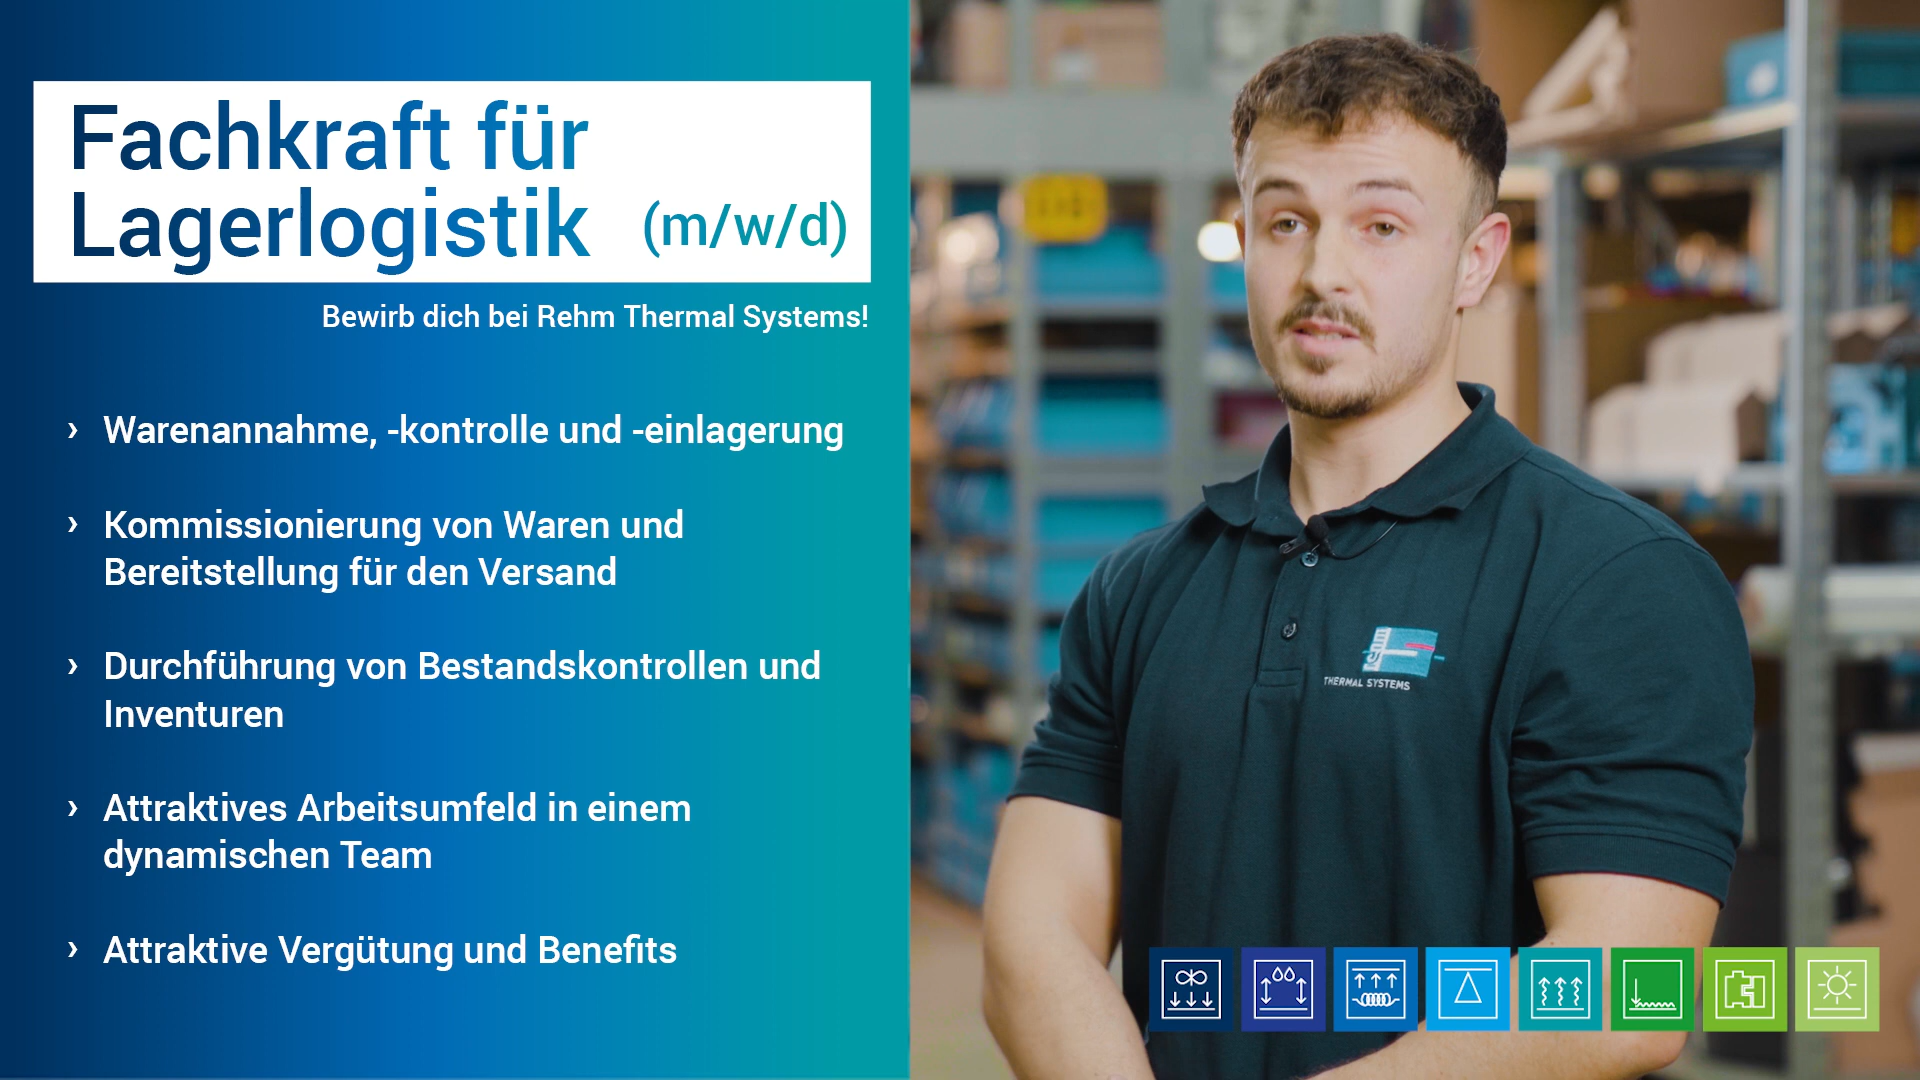 Fachkraft für
Lagerlogistik (m/w/d)
Bewirb dich bei Rehm Thermal Systems!
› Warenannahme, -kontrolle und -einlagerung
› Kommissionierung von Waren und
Bereitstellung für den Versand
› Durchführung von Bestandskontrollen und
Inventuren
› Attraktives Arbeitsumfeld in einem
dynamischen Team
› Attraktive Vergütung und Benefits
rehm
THERMAL SYSTEMS